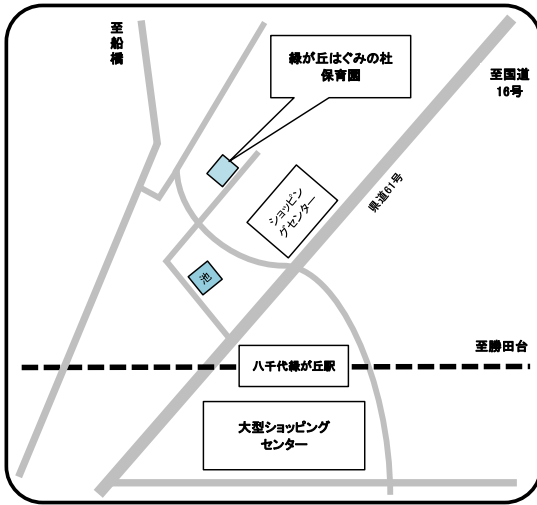 至船橋
緑が丘はぐみの杜
保育園
至国道
16号
県道61号
ショッピン
グセンター
池
至勝田台
八千代緑が丘駅
大型ショッピング
センター